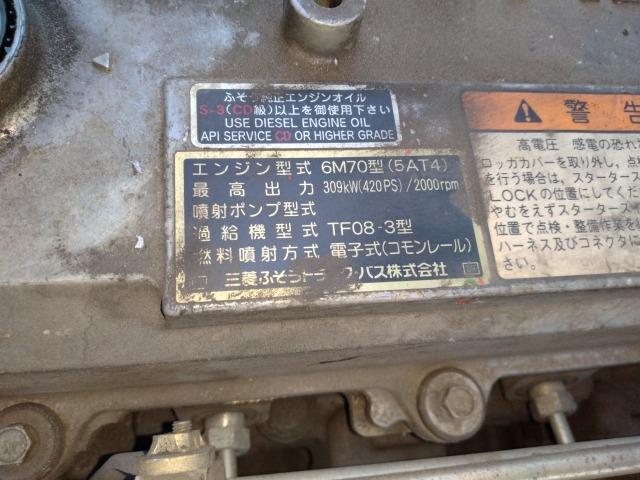 ふそう純正エンジンオイル
S-3(CD級)以上を御使用下さい
USE DIESEL ENGINE OIL
API SERVICE CD OR HIGHER GRADE
エンジン型式 6M70型(5AT4)
最高出力 309kW(420PS)/2000rpm
噴射ポンプ型式
過給機型式 TF08-3型
燃料噴射方式 電子式(コモンレール)
三菱ふそうトラック・バス株式会社
警告
高電圧 感電の恐れ
ロッカカバーを取り外し、点
を行う場合は、スタータース
LOCKの位置にしてくだ
やむをえずスタータース
位置で点検・整備作業を
ハーネス及びコネクタに
さい。